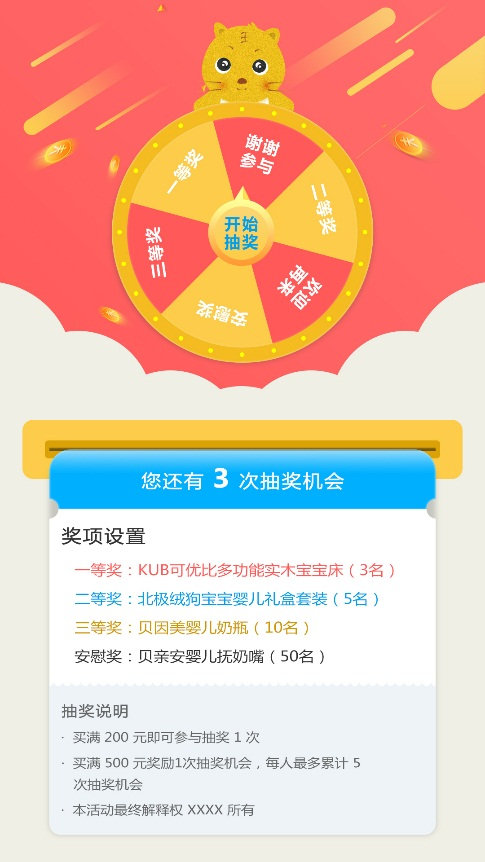 谢谢
参与
一等奖
二等奖
三等奖
开始
抽奖
欢迎
再来
安慰奖
您还有 3 次抽奖机会
奖项设置
一等奖：KUB可优比多功能实木宝宝床（3名）
二等奖：北极绒狗宝宝婴儿礼盒套装（5名）
三等奖：贝因美婴儿奶瓶（10名）
安慰奖：贝亲安婴儿抚奶嘴（50名）
抽奖说明
· 买满 200 元即可参与抽奖 1 次
· 买满 500 元奖励1次抽奖机会，每人最多累计 5
次抽奖机会
· 本活动最终解释权 XXXX 所有